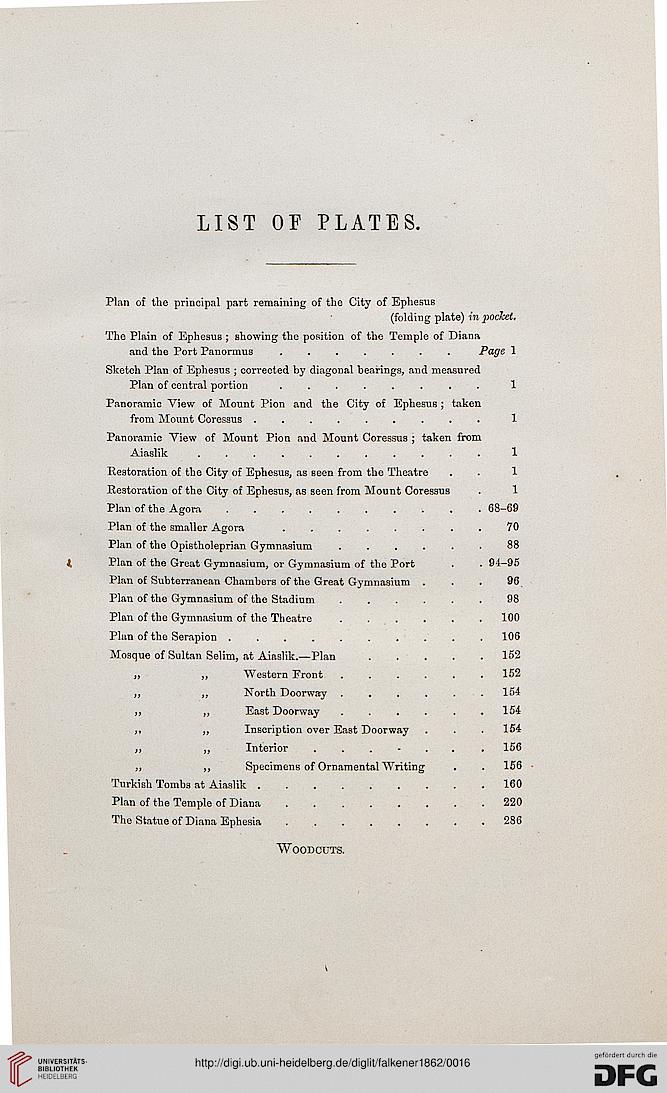 LIST OF PLATES.
Plan of the principal part remaining of the City of Ephesus
(folding plate) in pocket.
The Plain of Ephesus ; showing the position of the Temple of Diana
and the Port Panormus . . . . . . . Page 1
Sketch Plan of Ephesus ; corrected by diagonal bearings, and measured
Plan of central portion . . . . . . . . 1
Panoramic View of Mount Pion and the City of Ephesus ; taken
from Mount Coressus . . . . . . . . . 1
Panoramic View of Mount Pion and Mount Coressus ; taken from
Aiaslik . . . . . . . . . . . 1
Restoration of the City of Ephesus, as seen from the Theatre . . 1
Restoration of the City of Ephesus, as seen from Mount Coressus . 1
Plan of the Agora . . . . . . . . . . 68–69
Plan of the smaller Agora . . . . . . . . 70
Plan of the Opistholeprian Gymnasium . . . . . . 88
Plan of the Great Gymnasium, or Gymnasium of the Port . . 94–95
Plan of Subterranean Chambers of the Great Gymnasium . . . 96
Plan of the Gymnasium of the Stadium . . . . . . 98
Plan of the Gymnasium of the Theatre . . . . . . 100
Plan of the Serapion . . . . . . . . . . 106
Mosque of Sultan Selim, at Aiaslik.—Plan . . . . . 152
„ „ Western Front . . . . . . 152
„ „ North Doorway . . . . . . 154
„ „ East Doorway . . . . . . 154
„ „ Inscription over East Doorway . . . 154
„ „ Interior . . . . . . . 156
„ „ Specimens of Ornamental Writing . . 156
Turkish Tombs at Aiaslik . . . . . . . . . 160
Plan of the Temple of Diana . . . . . . . . 220
The Statue of Diana Ephesia . . . . . . . . 286
WOODCUTS.
UNIVERSITÄTS-
BIBLIOTHEK
HEIDELBERG
http://digi.ub.uni-heidelberg.de/diglit/falkener1862/0016
gefördert durch die
DFG